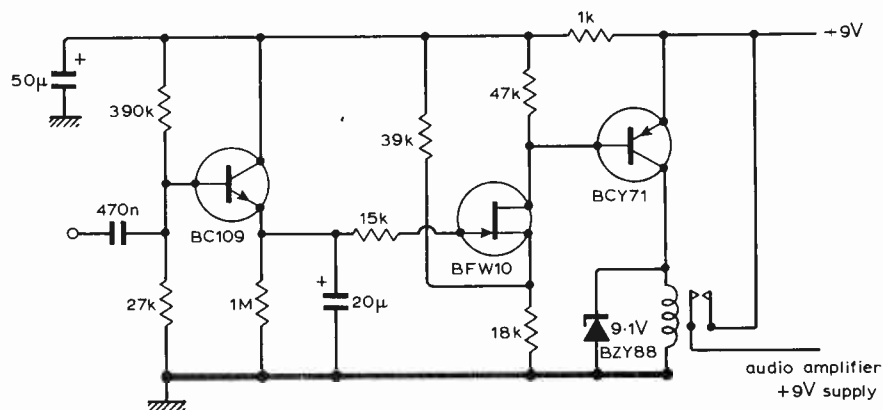 1k
+9V
+
50µ
390k
47k
39k
BCY71
470n
BC109
15k
BFW10
+
27k
1M
20µ
18k
9·1V
BZY88
audio amplifier
+9V supply